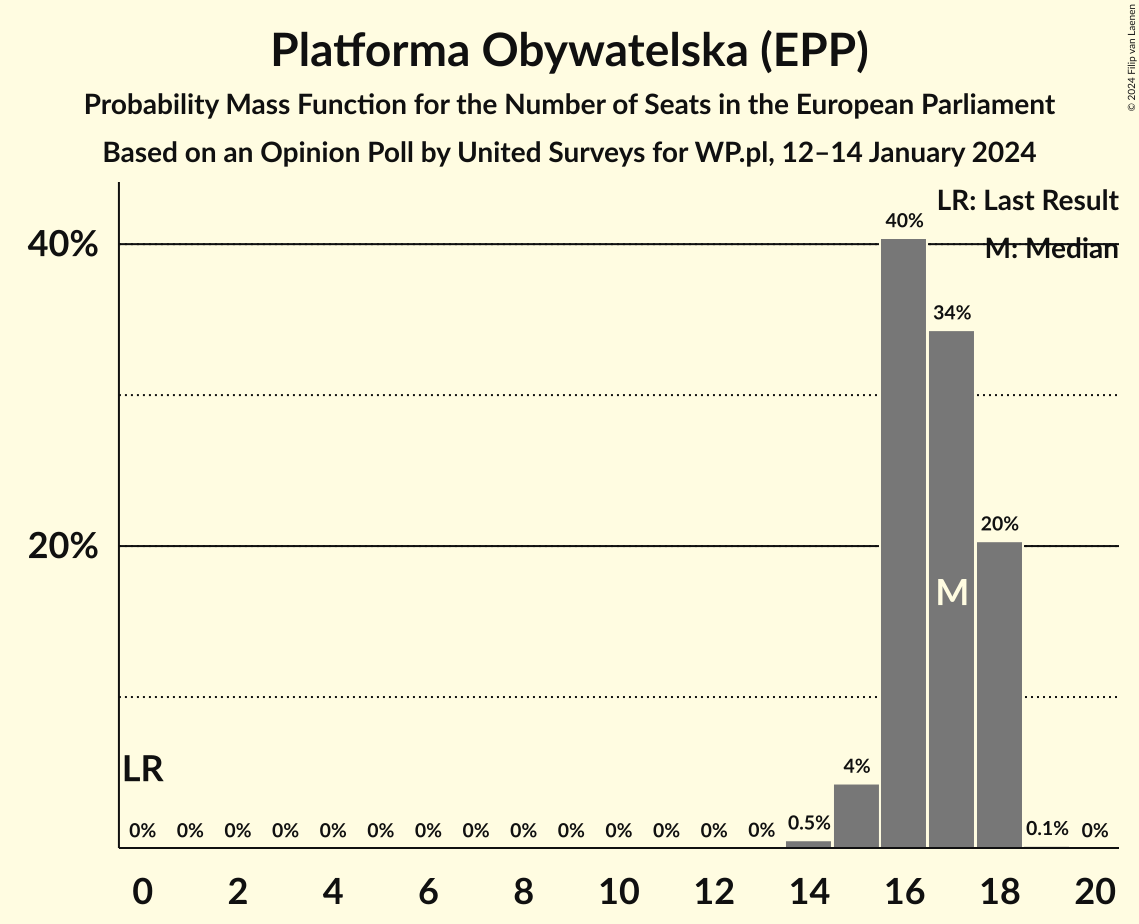 Platforma Obywatelska (EPP)
Probability Mass Function for the Number of Seats in the European Parliament
Based on an Opinion Poll by United Surveys for WP.pl, 12–14 January 2024
© 2024 Filip van Laenen
LR: Last Result
M: Median
40%
20%
40%
34%
20%
M
LR
4%
0% 0% 0% 0% 0% 0% 0% 0% 0% 0% 0% 0% 0% 0% 0.5% 0.1% 0%
0 2 4 6 8 10 12 14 16 18 20